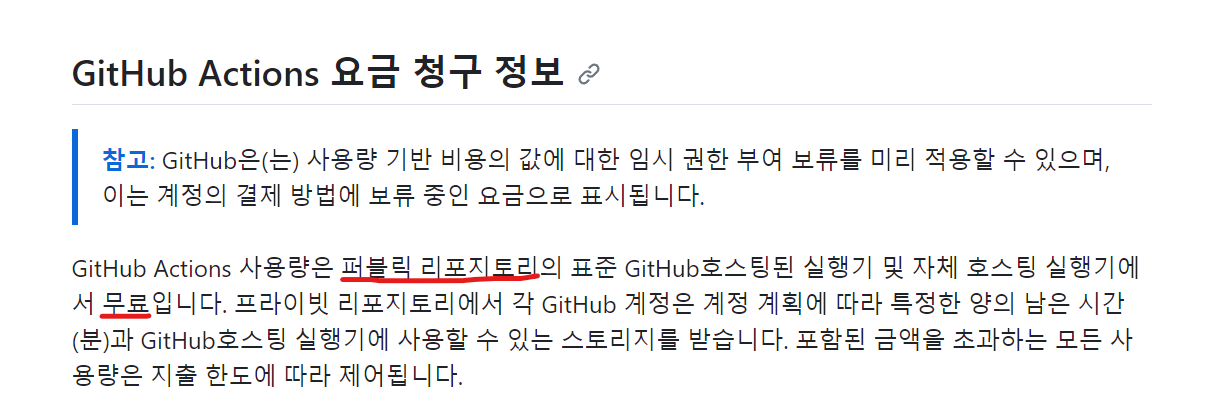 GitHub Actions 요금 청구 정보
참고: GitHub은(는) 사용량 기반 비용의 값에 대한 임시 권한 부여 보류를 미리 적용할 수 있으며,
이는 계정의 결제 방법에 보류 중인 요금으로 표시됩니다.
GitHub Actions 사용량은 퍼블릭 리포지토리의 표준 GitHub호스팅된 실행기 및 자체 호스팅 실행기에
서 무료입니다. 프라이빗 리포지토리에서 각 GitHub 계정은 계정 계획에 따라 특정한 양의 남은 시간
(분)과 GitHub호스팅 실행기에 사용할 수 있는 스토리지를 받습니다. 포함된 금액을 초과하는 모든 사
용량은 지출 한도에 따라 제어됩니다.